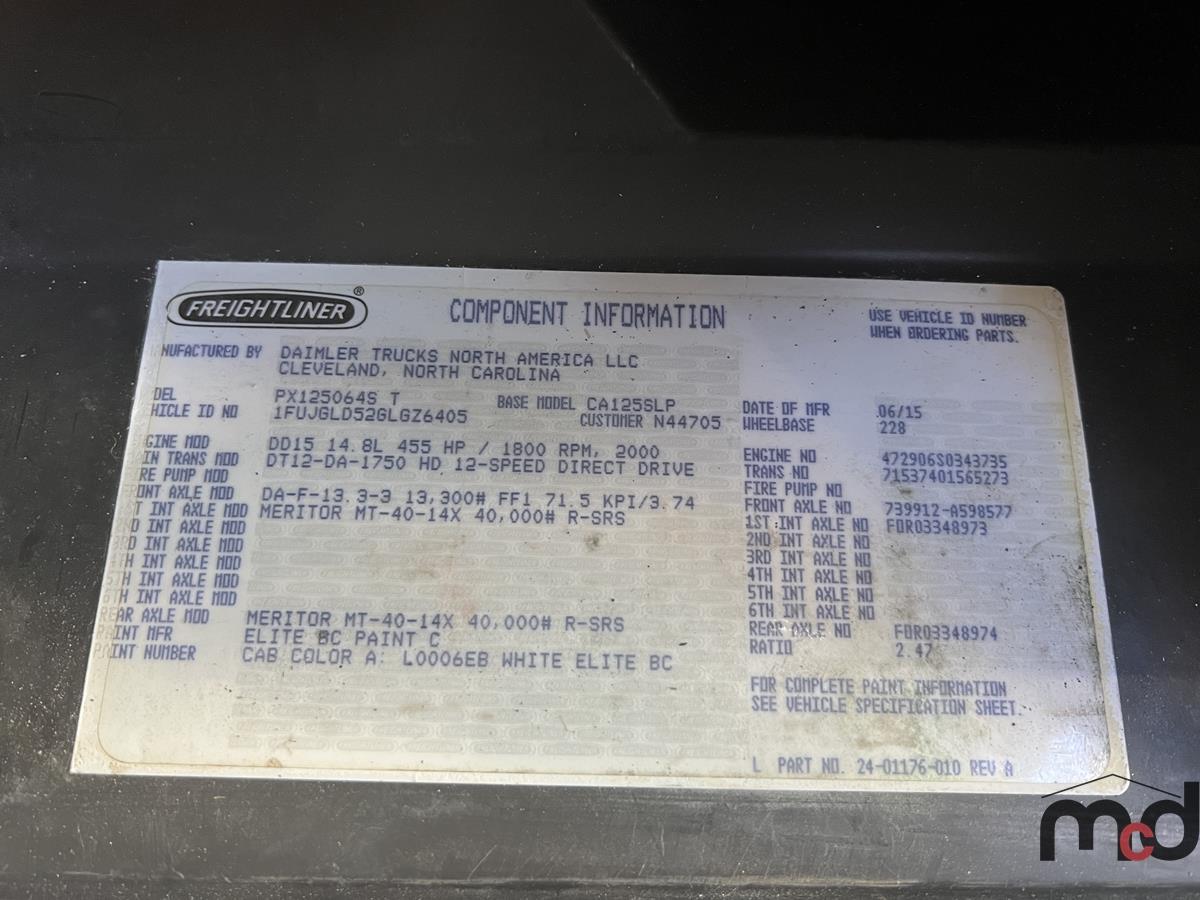 FREIGHTLINER®
COMPONENT INFORMATION
USE VEHICLE ID NUMBER
WHEN ORDERING PARTS.
NUFACTURED BY DAIMLER TRUCKS NORTH AMERICA LLC
CLEVELAND, NORTH CAROLINA
DEL PX125064S T BASE MODEL CA125SLP DATE OF MFR 06/15
HICLE ID NO 1FUJGLD52GLGZ6405 CUSTOMER N44705 WHEELBASE 228
GINE MOD DD15 14.8L 455 HP / 1800 RPM, 2000 ENGINE NO 472906S0343735
IN TRANS MOD DT12-DA-1750 HD 12-SPEED DIRECT DRIVE TRANS NO 71537401565273
RE PUMP MOD FIRE PUMP NO
ONT AXLE MOD DA-F-13.3-3 13,300# FF1 71.5 KPI/3.74 FRONT AXLE NO 739912-A598577
ST INT AXLE MOD MERITOR MT-40-14X 40,000# R-SRS 1ST INT AXLE NO FDR03348973
2ND INT AXLE MOD 2ND INT AXLE NO
3RD INT AXLE MOD 3RD INT AXLE NO
4TH INT AXLE MOD 4TH INT AXLE NO
5TH INT AXLE MOD 5TH INT AXLE NO
6TH INT AXLE MOD 6TH INT AXLE NO
REAR AXLE MOD MERITOR MT-40-14X 40,000# R-SRS REAR AXLE NO FDR03348974
PAINT MFR ELITE BC PAINT C RATIO 2.47
PAINT NUMBER CAB COLOR A: L0006EB WHITE ELITE BC
FOR COMPLETE PAINT INFORMATION
SEE VEHICLE SPECIFICATION SHEET.
L PART NO. 24-01176-010 REV A
mcd